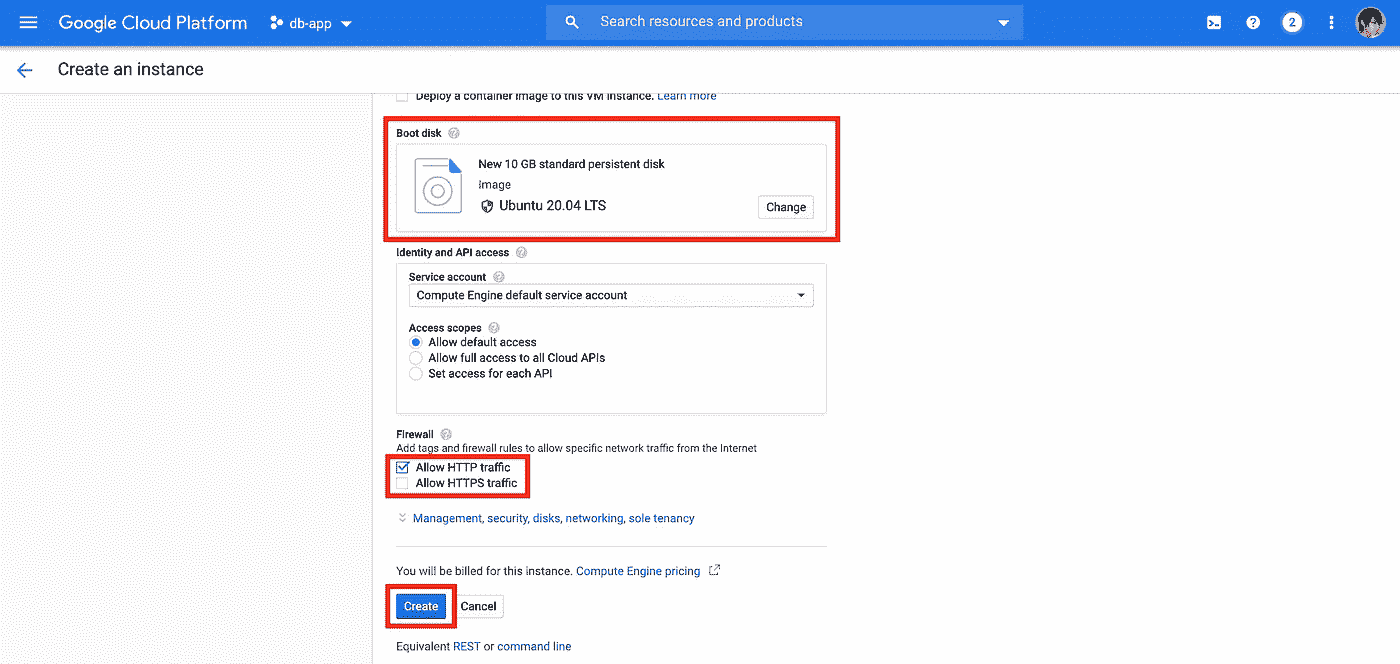 Google Cloud Platform db-app Search resources and products 2
Create an instance
Deploy a container image to this VM instance. Learn more
Boot disk
New 10 GB standard persistent disk
Image
Ubuntu 20.04 LTS
Change
Identity and API access
Service account
Compute Engine default service account
Access scopes
Allow default access
Allow full access to all Cloud APIs
Set access for each API
Firewall
Add tags and firewall rules to allow specific network traffic from the Internet
Allow HTTP traffic
Allow HTTPS traffic
Management, security, disks, networking, sole tenancy
You will be billed for this instance. Compute Engine pricing
Create Cancel
Equivalent REST or command line